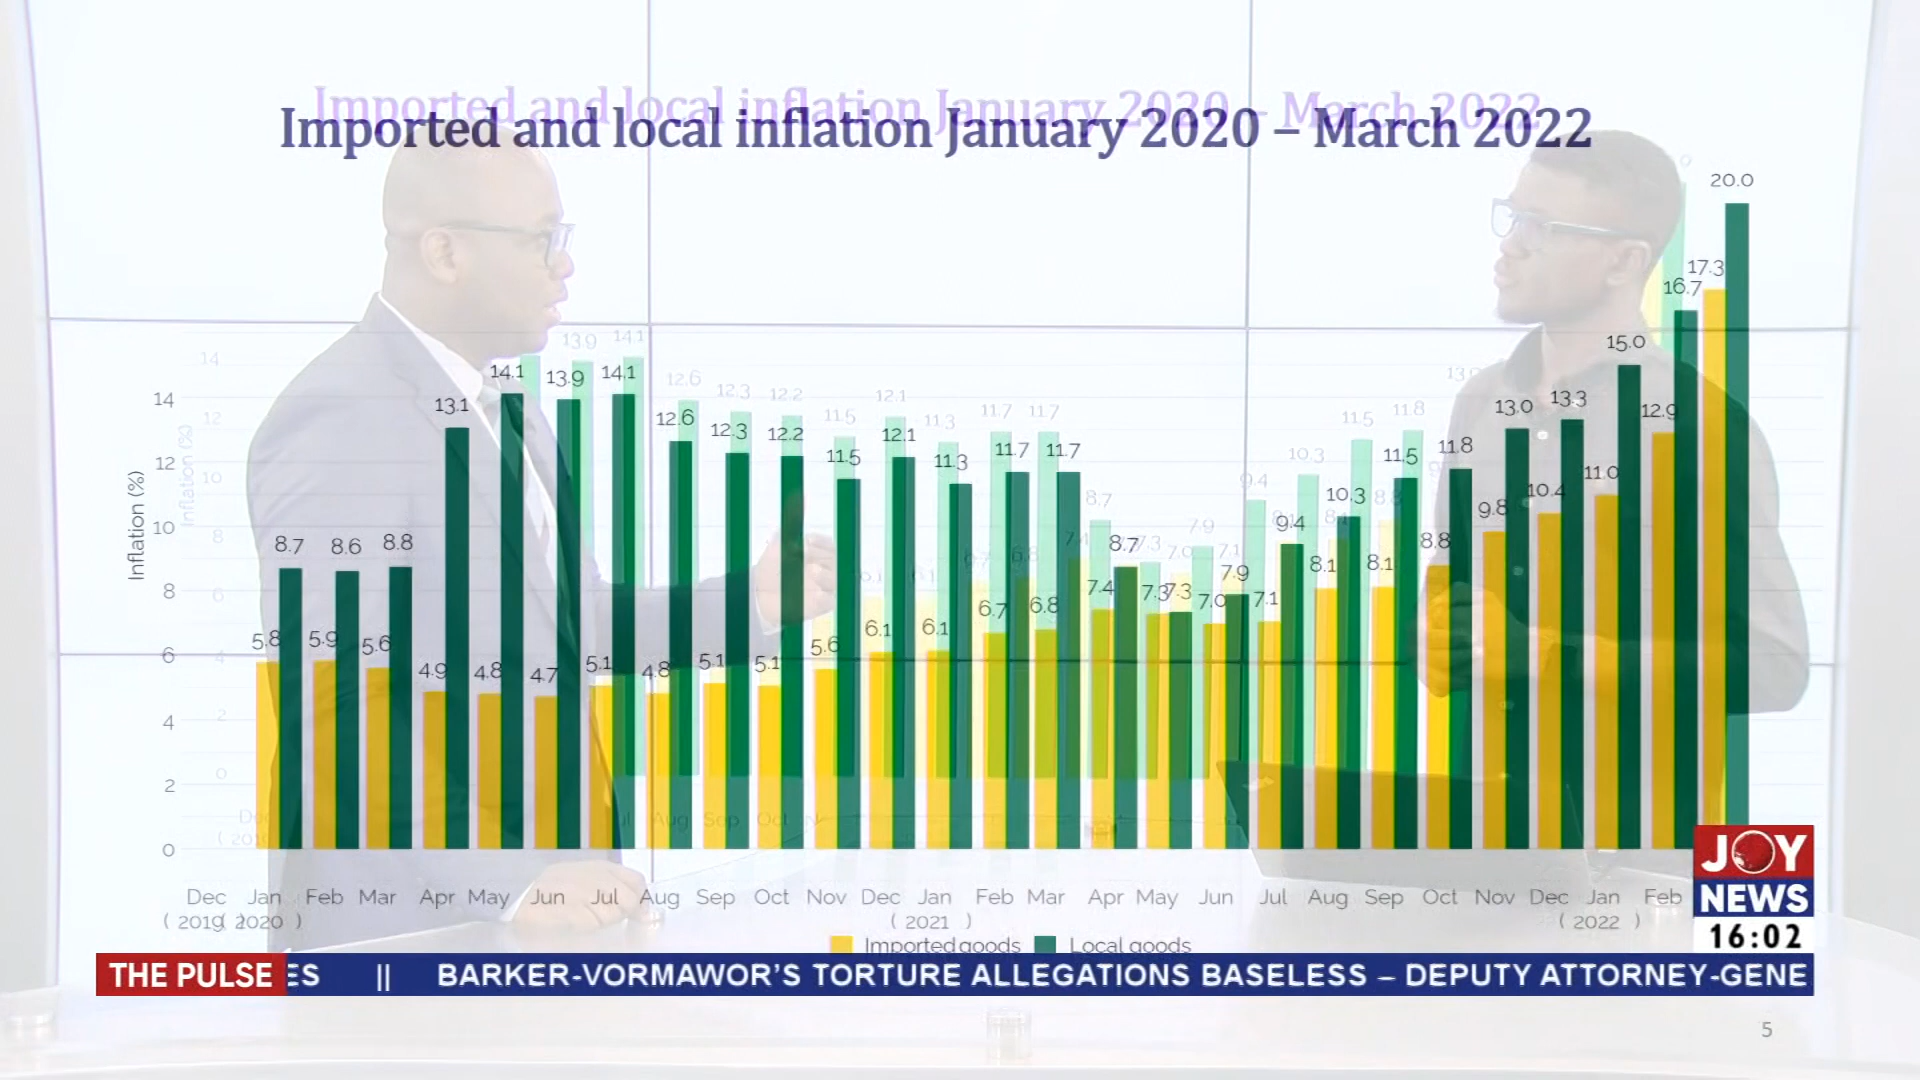 Imported and local inflation January 2020 – March 2022
Imported and local inflation January 2020 – March 2022
20.0
17.3
16.7
15.0
14.1 13.9 14.1
13.1
12.6 12.3 12.2 11.5 12.1 11.3 11.7 11.7
8.7 7.3 7.9 9.4 10.3 11.5 11.8 13.0 13.3
12.9
8.7 8.6 8.8
5.8 5.9 5.6 4.9 4.8 4.7 5.1 4.8 5.1 5.1 5.6 6.1 6.1 6.7 6.8 7.4 7.3 7.0 7.1 8.1 8.1 8.8 9.8 10.4 11.0
Inflation (%)
14
12
10
8
6
4
2
0
Dec Jan Feb Mar Apr May Jun Jul Aug Sep Oct Nov Dec Jan Feb Mar Apr May Jun Jul Aug Sep Oct Nov Dec Jan Feb
( 2019 ( 2020 ) ( 2021 ) ( 2022 )
Imported goods Local goods
JOY
NEWS
16:02
THE PULSE ES || BARKER-VORMAWOR'S TORTURE ALLEGATIONS BASELESS – DEPUTY ATTORNEY-GENE
5